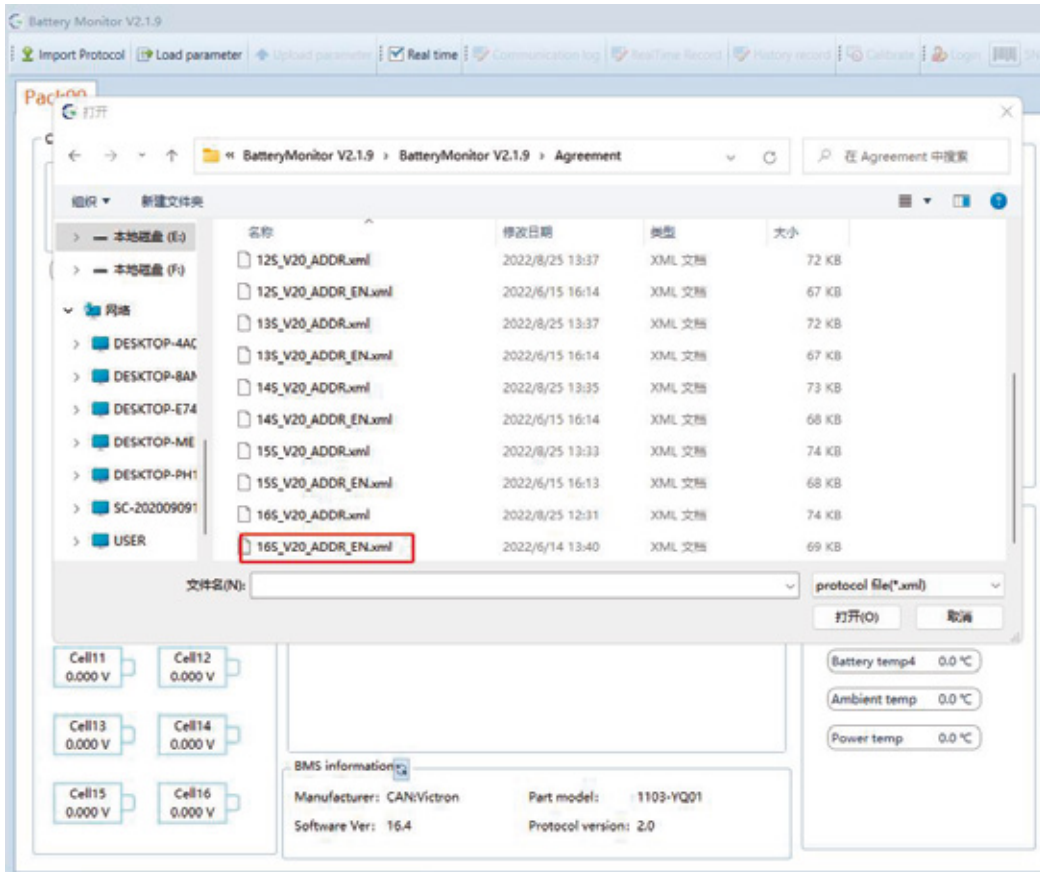 Battery Monitor V2.1.9
Import Protocol Load parameter Upload parameter Real time Communication log RealTime Record History record Calibrate Login SN
打开
« BatteryMonitor V2.1.9 › BatteryMonitor V2.1.9 › Agreement
在 Agreement 中搜索
组织 新建文件夹
名称 修改日期 类型 大小
本地磁盘 (E:)
本地磁盘 (F:)
网络
DESKTOP-4AC
DESKTOP-8AN
DESKTOP-E74
DESKTOP-ME
DESKTOP-PH1
SC-202009091
USER
12S_V20_ADDR.xml 2022/8/25 13:37 XML 文档 72 KB
12S_V20_ADDR_EN.xml 2022/6/15 16:14 XML 文档 67 KB
13S_V20_ADDR.xml 2022/8/25 13:37 XML 文档 72 KB
13S_V20_ADDR_EN.xml 2022/6/15 16:14 XML 文档 67 KB
14S_V20_ADDR.xml 2022/8/25 13:35 XML 文档 73 KB
14S_V20_ADDR_EN.xml 2022/6/15 16:14 XML 文档 68 KB
15S_V20_ADDR.xml 2022/8/25 13:33 XML 文档 74 KB
15S_V20_ADDR_EN.xml 2022/6/15 16:13 XML 文档 68 KB
16S_V20_ADDR.xml 2022/8/25 12:31 XML 文档 74 KB
16S_V20_ADDR_EN.xml 2022/6/14 13:40 XML 文档 69 KB
文件名(N): protocol file(*.xml)
打开(O) 取消
Cell11 Cell12
0.000 V 0.000 V
Cell13 Cell14
0.000 V 0.000 V
Cell15 Cell16
0.000 V 0.000 V
Battery temp4 0.0 ℃
Ambient temp 0.0 ℃
Power temp 0.0 ℃
BMS information
Manufacturer: CAN:Victron Part model: 1103-YQ01
Software Ver: 16.4 Protocol version: 2.0